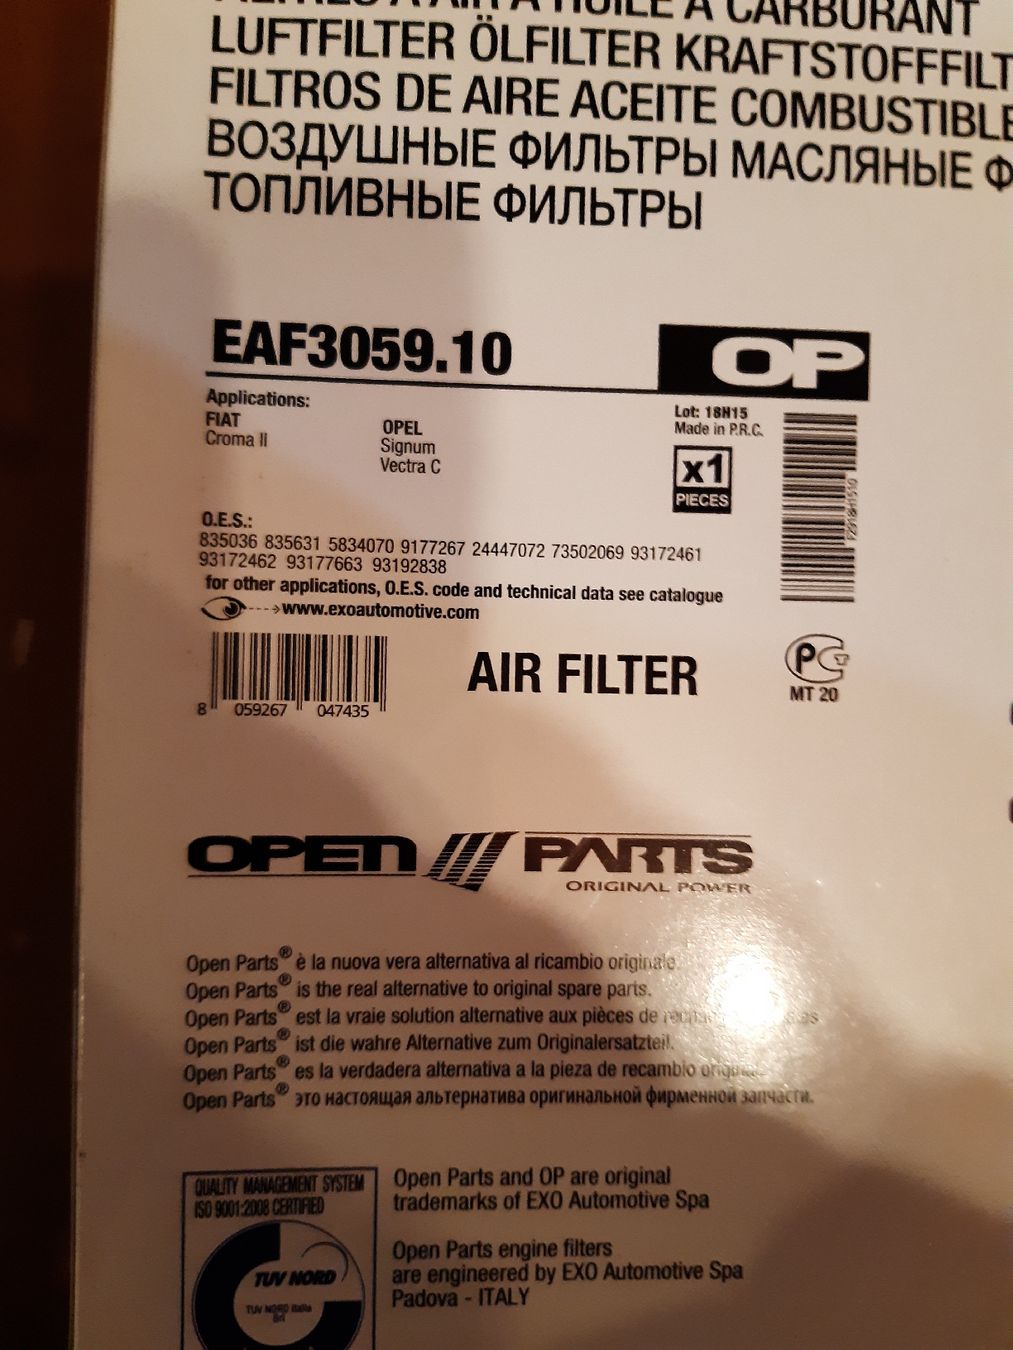 À CARBURANT
LUFTFILTER ÖLFILTER KRAFTSTOFFFILT
FILTROS DE AIRE ACEITE COMBUSTIBLE
ВОЗДУШНЫЕ ФИЛЬТРЫ МАСЛЯНЫЕ Ф
ТОПЛИВНЫЕ ФИЛЬТРЫ
EAF3059.10
OP
Applications:
FIAT
Croma II
OPEL
Signum
Vectra C
Lot: 18H15
Made in P.R.C.
x1
PIECES
O.E.S.:
835036 835631 5834070 9177267 24447072 73502069 93172461
93172462 93177663 93192838
for other applications, O.E.S. code and technical data see catalogue
www.exoautomotive.com
8 059267 047435
AIR FILTER
МТ 20
OPEN PARTS
ORIGINAL POWER
Open Parts® è la nuova vera alternativa al ricambio originale.
Open Parts® is the real alternative to original spare parts.
Open Parts® est la vraie solution alternative aux pièces de
Open Parts® ist die wahre Alternative zum Originalersatzteil.
Open Parts® es la verdadera alternativa a la pieza de recambio
Open Parts® это настоящая альтернатива оригинальной фирменной запчасти.
QUALITY MANAGEMENT SYSTEM
ISO 9001:2008 CERTIFIED
TUV NORD
TUV NORD Italia
Srl
Open Parts and OP are original
trademarks of EXO Automotive Spa
Open Parts engine filters
are engineered by EXO Automotive Spa
Padova - ITALY